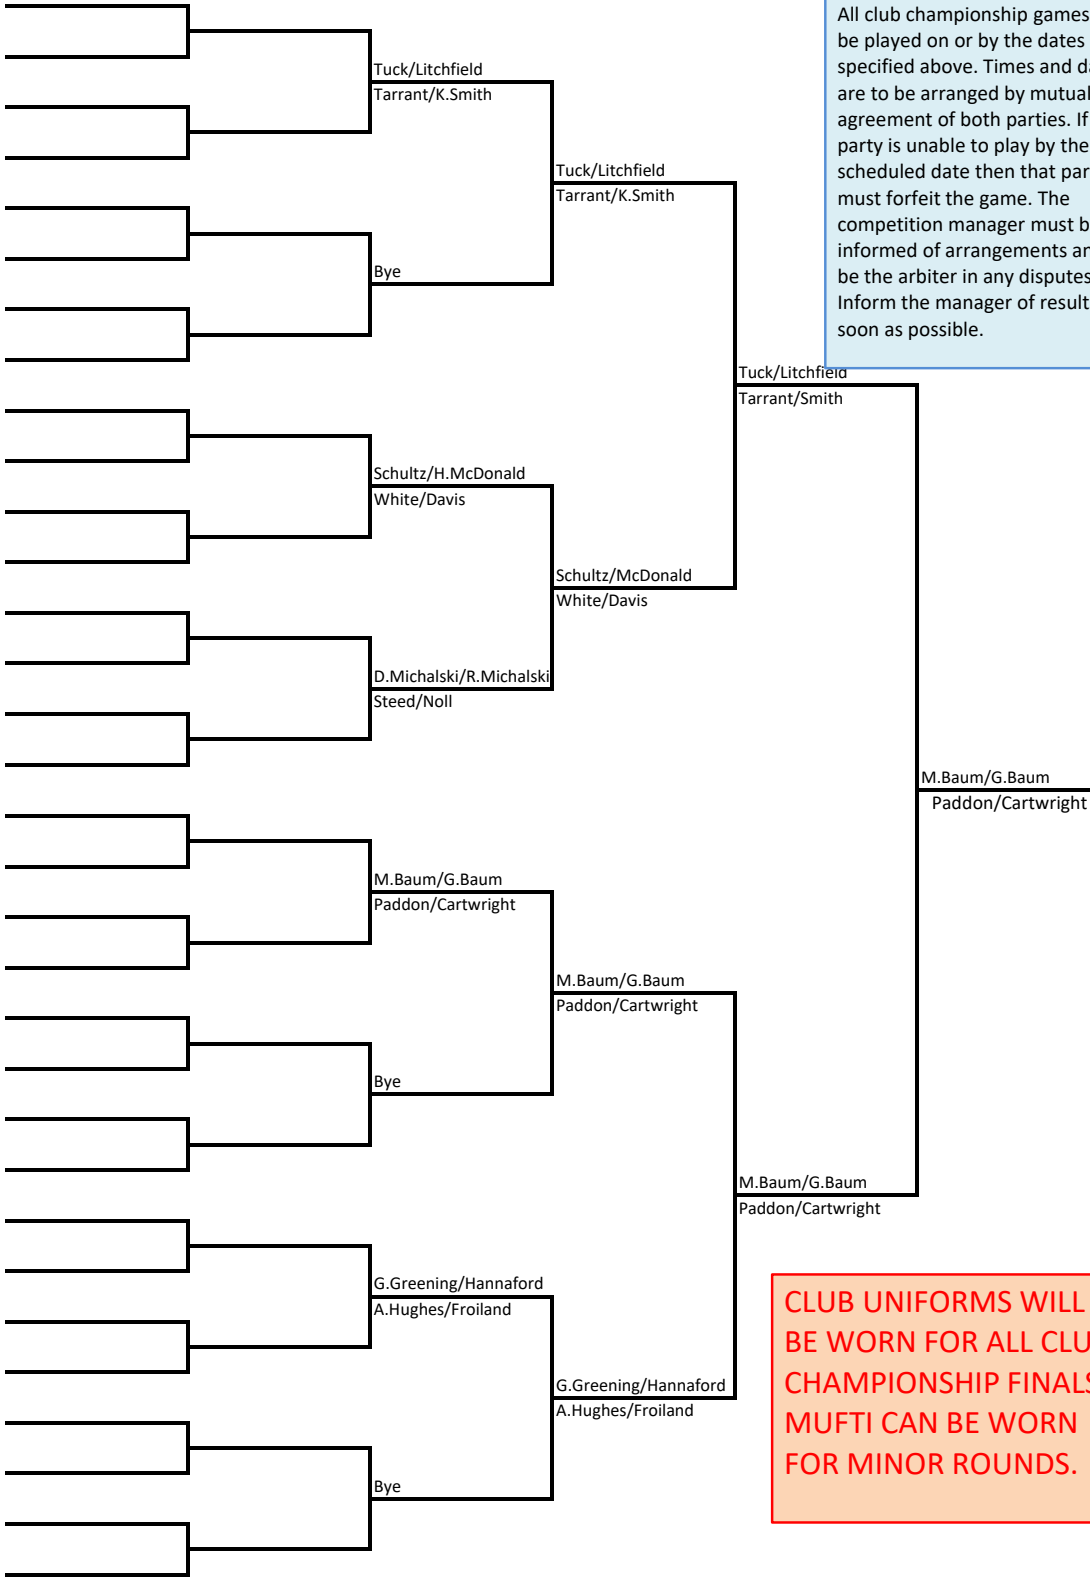 All club championship games
be played on or by the dates
specified above. Times and
are to be arranged by mutual
agreement of both parties. If
party is unable to play by the
scheduled date then that
must forfeit the game. The
competition manager must
informed of arrangements
be the arbiter in any disputes
Inform the manager of
soon as possible.
Tuck/Litchfield
Tarrant/K.Smith
Tuck/Litchfield
Tarrant/K.Smith
Bye
Tuck/Litchfield
Tarrant/Smith
Schultz/H.McDonald
White/Davis
Schultz/McDonald
White/Davis
D.Michalski/R.Michalski
Steed/Noll
M.Baum/G.Baum
Paddon/Cartwright
M.Baum/G.Baum
Paddon/Cartwright
M.Baum/G.Baum
Paddon/Cartwright
Bye
M.Baum/G.Baum
Paddon/Cartwright
G.Greening/Hannaford
A.Hughes/Froiland
G.Greening/Hannaford
A.Hughes/Froiland
Bye
CLUB UNIFORMS WILL
BE WORN FOR ALL
CHAMPIONSHIP FINALS
MUFTI CAN BE WORN
FOR MINOR ROUNDS.